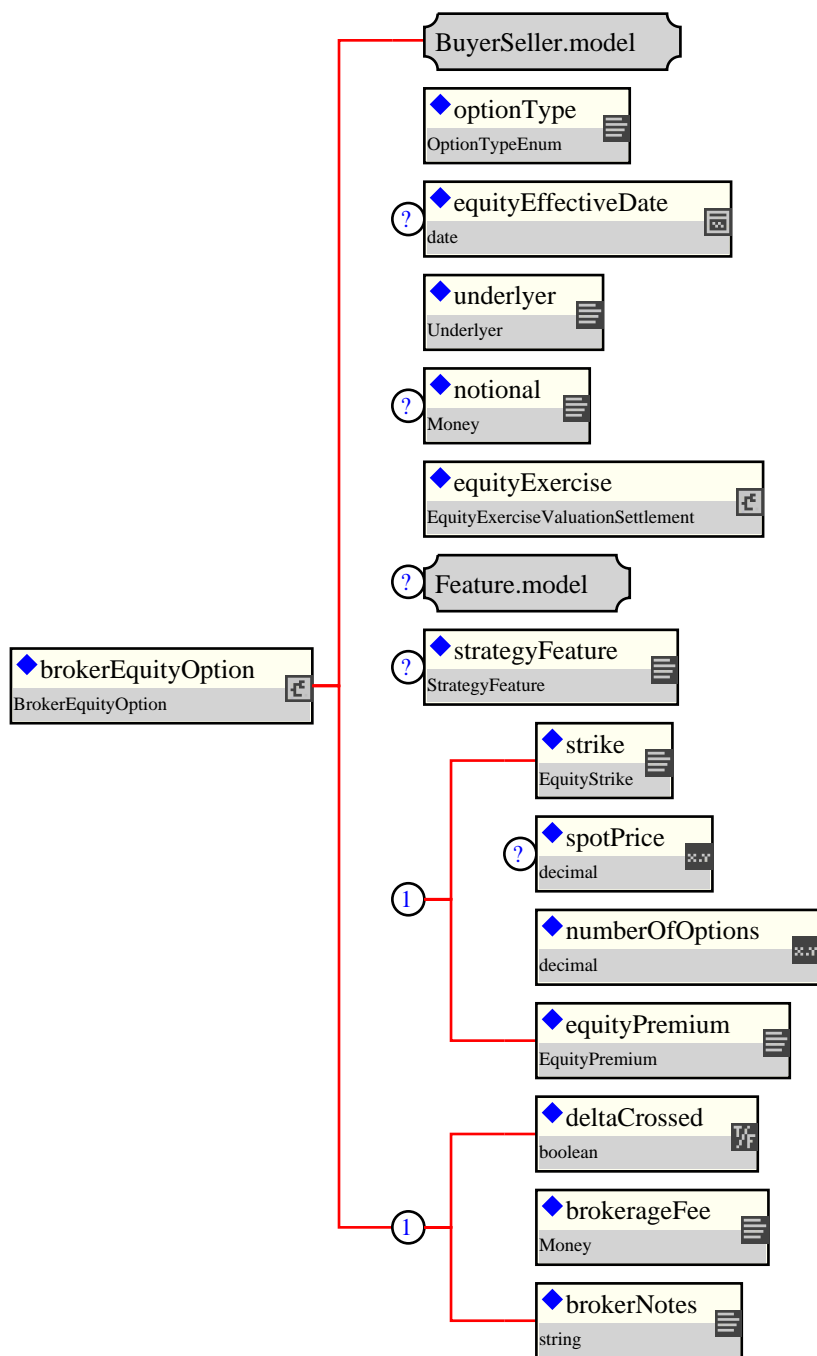 BuyerSeller.model
optionType
OptionTypeEnum
? equityEffectiveDate
date
underlyer
Underlyer
? notional
Money
equityExercise
EquityExerciseValuationSettlement
? Feature.model
? strategyFeature
StrategyFeature
brokerEquityOption
BrokerEquityOption
strike
EquityStrike
? spotPrice
decimal
x.Y
1
numberOfOptions
decimal
x.Y
equityPremium
EquityPremium
deltaCrossed
boolean
T/F
1
brokerageFee
Money
brokerNotes
string